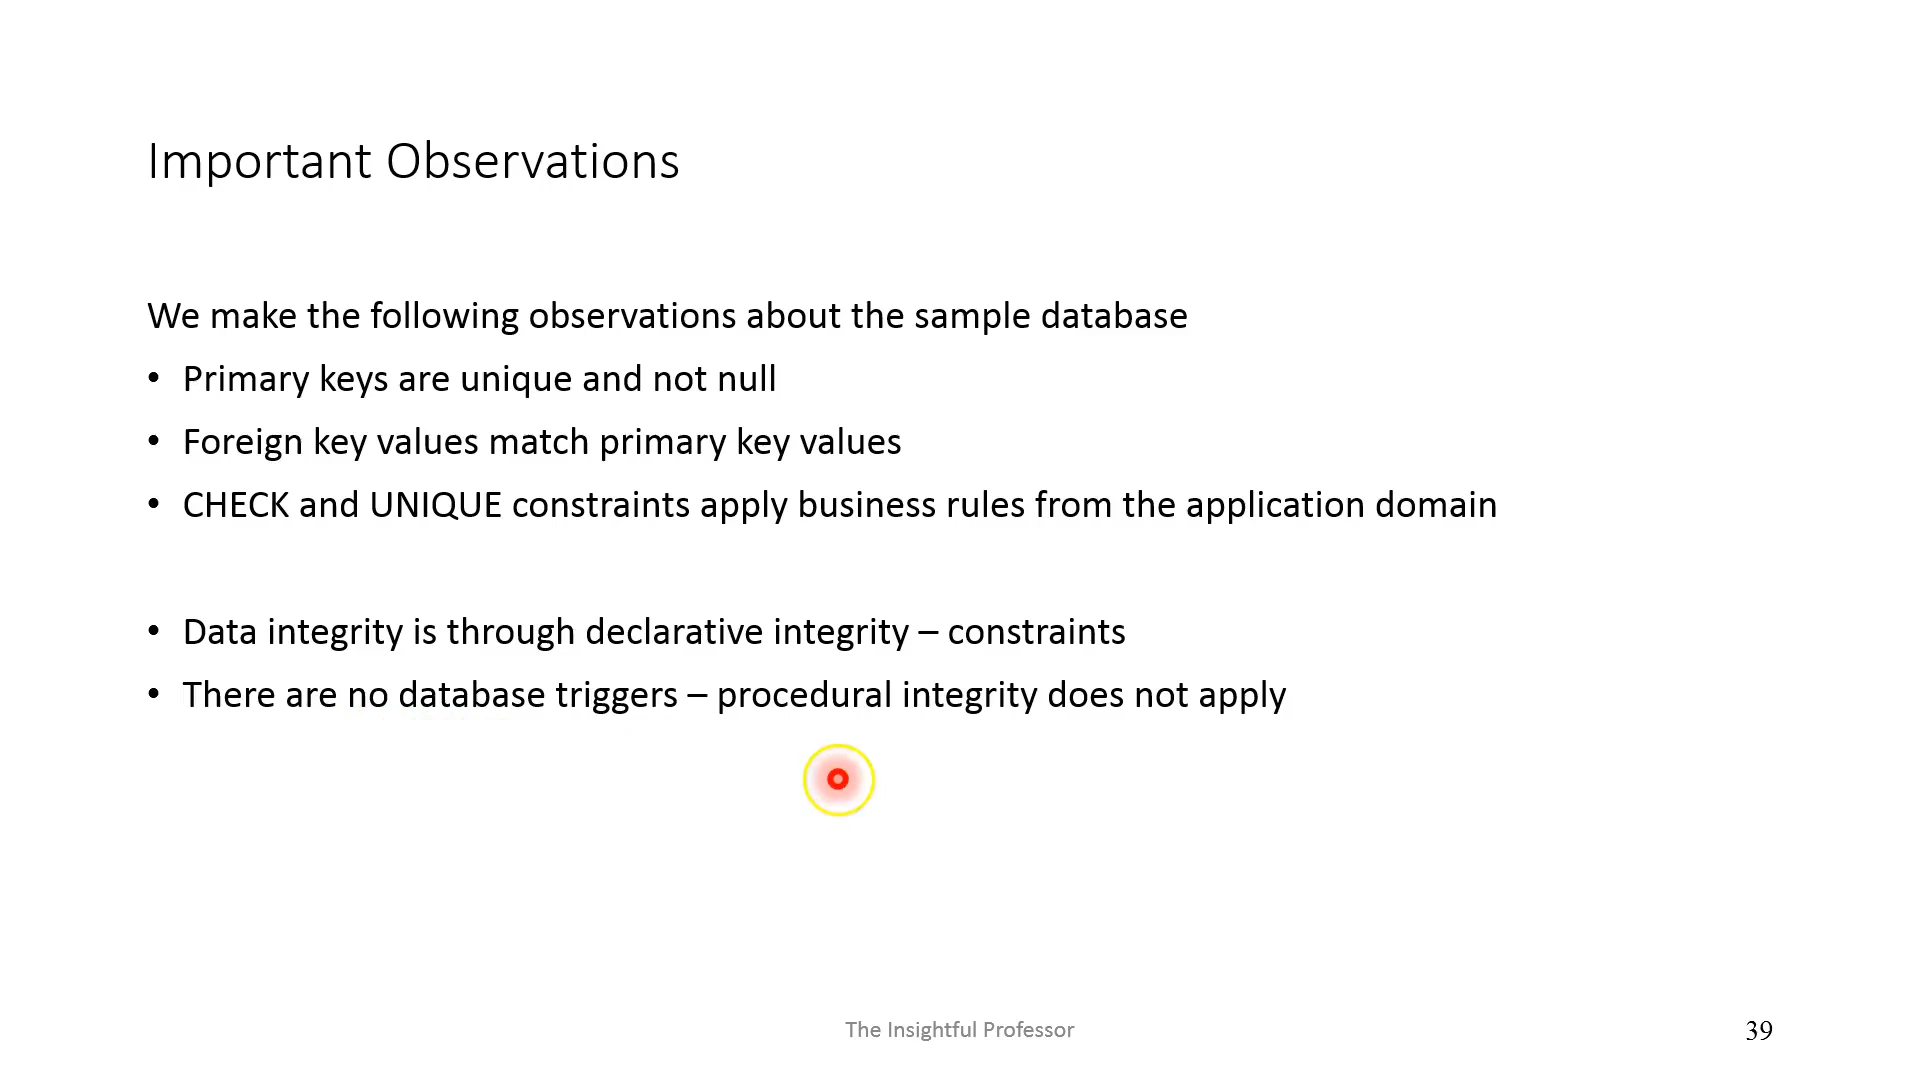 Important Observations
We make the following observations about the sample database
• Primary keys are unique and not null
• Foreign key values match primary key values
• CHECK and UNIQUE constraints apply business rules from the application domain
• Data integrity is through declarative integrity – constraints
• There are no database triggers – procedural integrity does not apply
The Insightful Professor
39